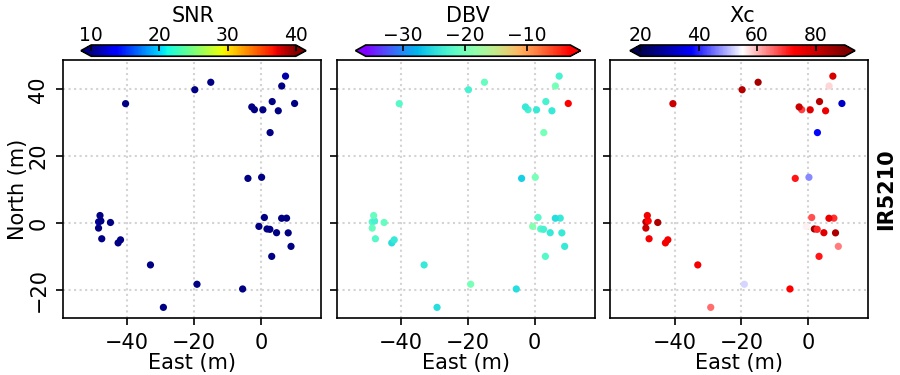 SNR DBV Xc
10 20 30 40 −30 −20 −10 20 40 60 80
40
20
0
−20
North (m)
IR5210
−40 −20 0 −40 −20 0 −40 −20 0
East (m) East (m) East (m)